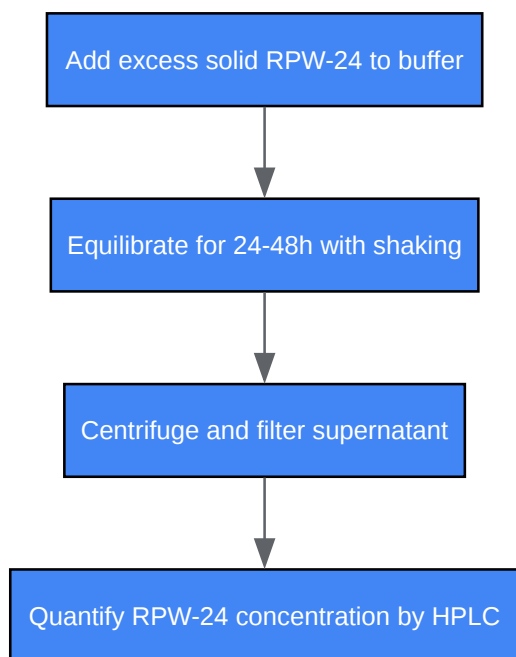 Add excess solid RPW-24 to buffer
Equilibrate for 24-48h with shaking
Centrifuge and filter supernatant
Quantify RPW-24 concentration by HPLC